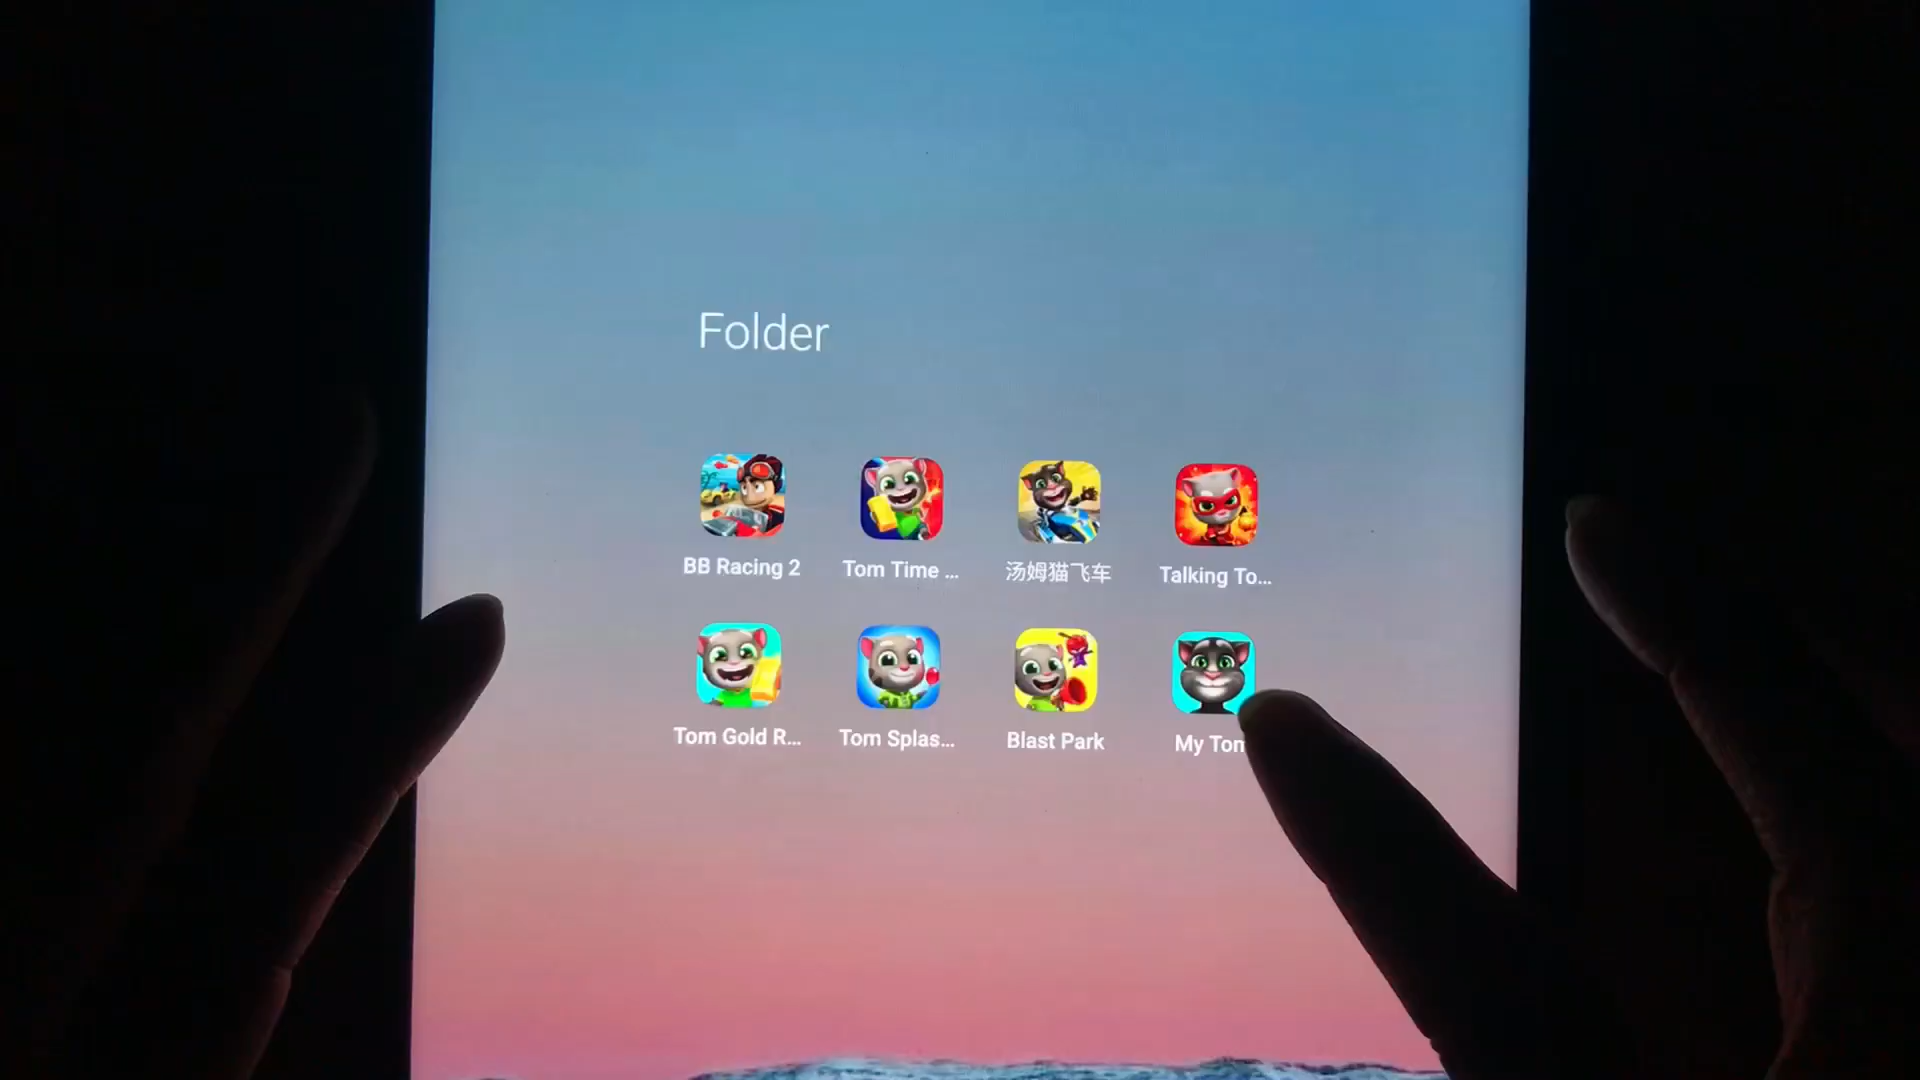 Folder
BB Racing 2
Tom Time ...
汤姆猫飞车
Talking To...
Tom Gold R...
Tom Splas...
Blast Park
My Tom